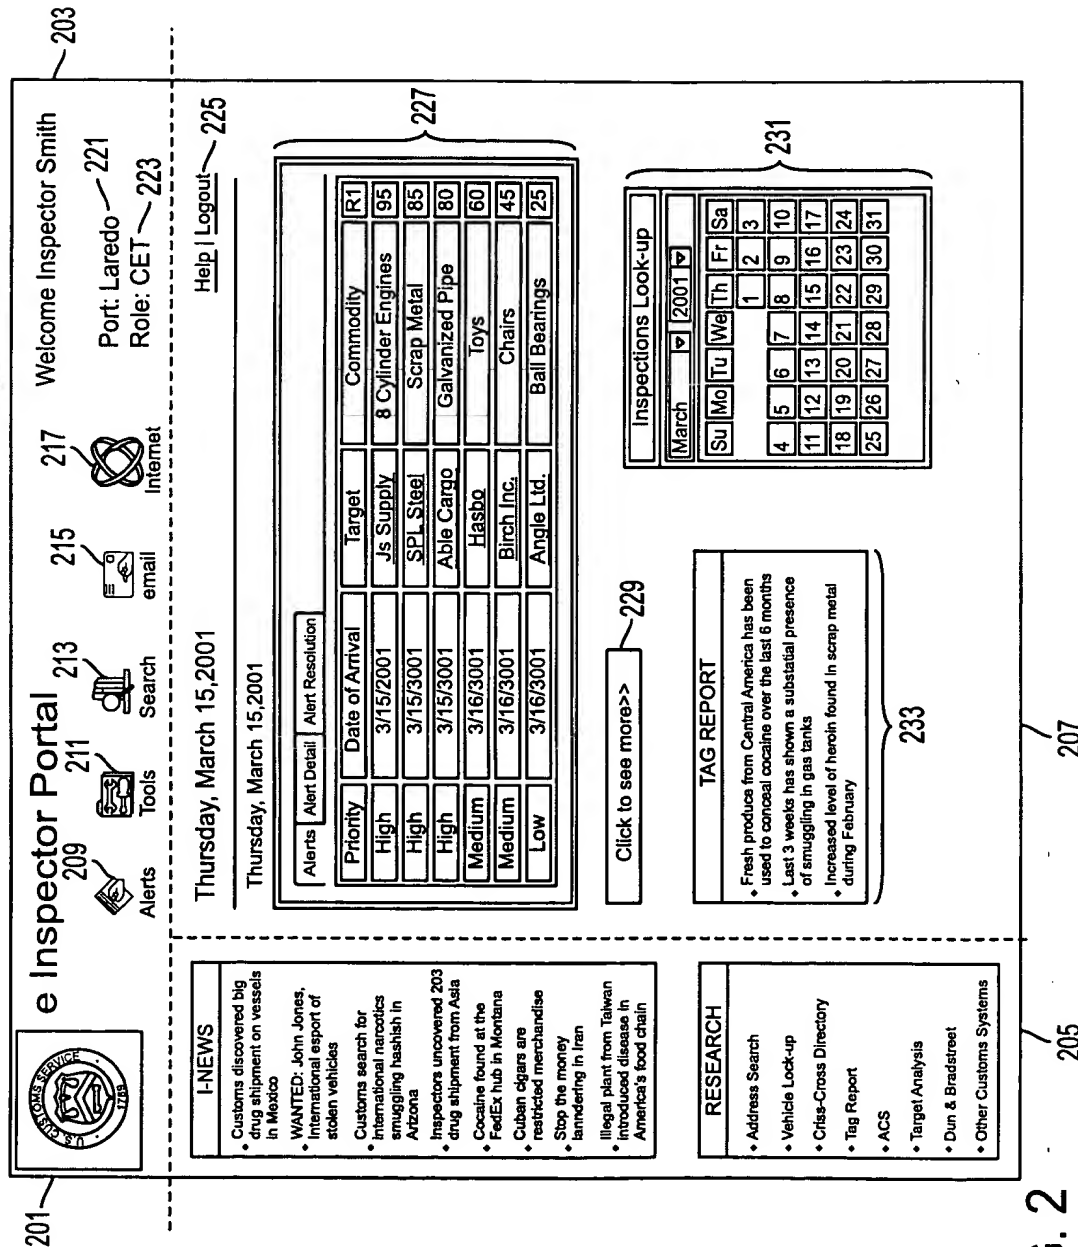 201
203
U.S. CUSTOMS SERVICE
1789
e Inspector Portal
Welcome Inspector Smith
209
Alerts
211
Tools
213
Search
215
email
217
Internet
Port: Laredo
221
Role: CET
223
I-NEWS
• Customs discovered big
drug shipment on vessels
in Mexico
• WANTED: John Jones,
International esport of
stolen vehicles
Customs search for
• international narcotics
smuggling hashish in
Arizona
• Inspectors uncovered 203
drug shipment from Asia
• Cocaine found at the
FedEx hub in Montana
• Cuban cigars are
restricted merchandise
• Stop the money
landering in Iran
• Illegal plant from Taiwan
introduced disease in
America's food chain
RESEARCH
• Address Search
• Vehicle Lock-up
• Criss-Cross Directory
• Tag Report
• ACS
• Target Analysis
• Dun & Bradstreet
• Other Customs Systems
205
Thursday, March 15,2001
Help | Logout
225
Thursday, March 15,2001
Alerts Alert Detail Alert Resolution
Priority Date of Arrival Target Commodity R1
High 3/15/2001 Js Supply 8 Cylinder Engines 95
High 3/15/3001 SPL Steel Scrap Metal 85
High 3/15/3001 Able Cargo Galvanized Pipe 80
Medium 3/16/3001 Hasbo Toys 60
Medium 3/16/3001 Birch Inc. Chairs 45
Low 3/16/3001 Angle Ltd. Ball Bearings 25
227
Click to see more>>
229
TAG REPORT
• Fresh produce from Central America has been
used to conceal cocaine over the last 6 months
• Last 3 weeks has shown a substatial presence
of smuggling in gas tanks
• Increased level of heroin found in scrap metal
during February
233
Inspections Look-up
March 2001
Su Mo Tu We Th Fr Sa
1 2 3
4 5 6 7 8 9 10
11 12 13 14 15 16 17
18 19 20 21 22 23 24
25 26 27 28 29 30 31
231
207
2